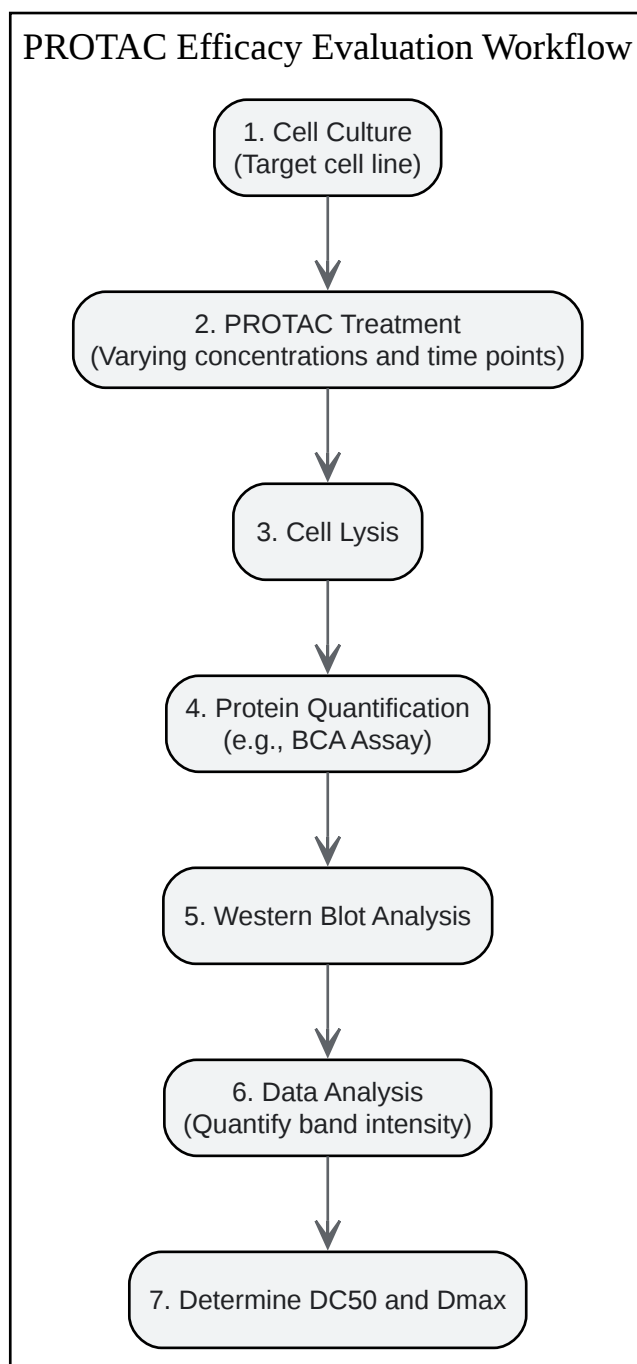 PROTAC Efficacy Evaluation Workflow
1. Cell Culture
(Target cell line)
2. PROTAC Treatment
(Varying concentrations and time points)
3. Cell Lysis
4. Protein Quantification
(e.g., BCA Assay)
5. Western Blot Analysis
6. Data Analysis
(Quantify band intensity)
7. Determine DC50 and Dmax